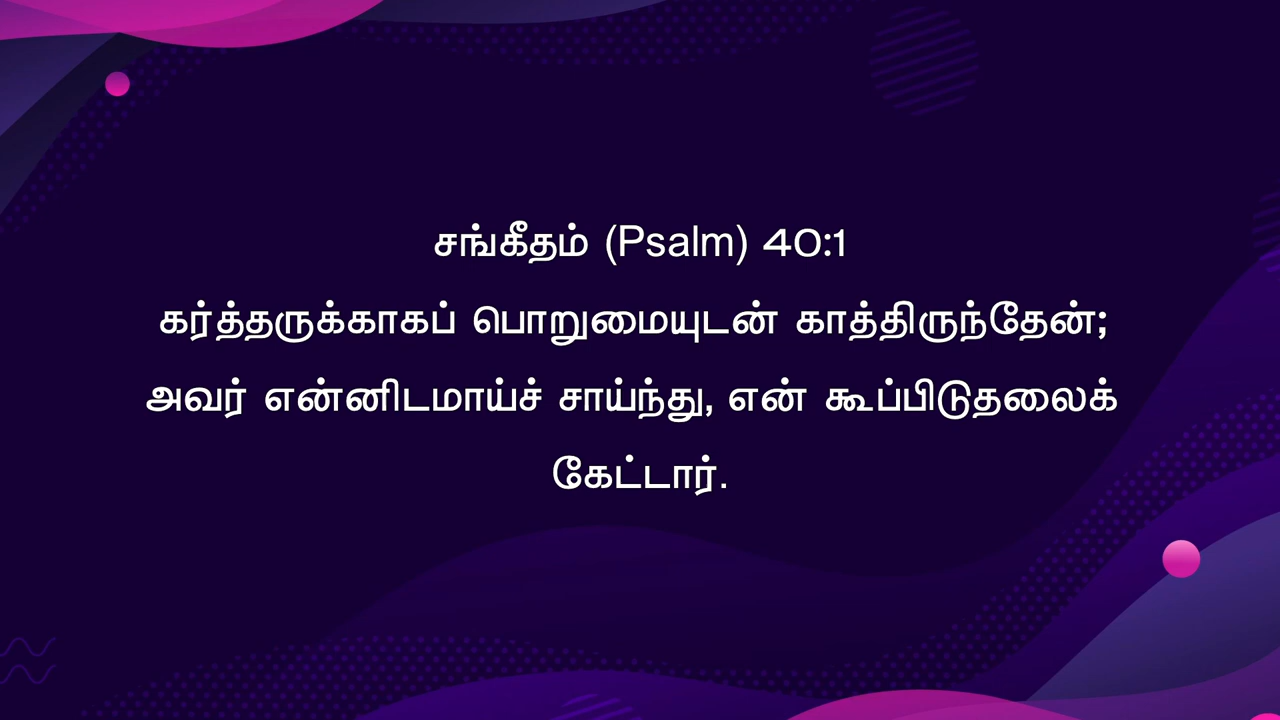 சங்கீதம் (Psalm) 40:1
கர்த்தருக்காகப் பொறுமையுடன் காத்திருந்தேன்;
அவர் என்னிடமாய்ச் சாய்ந்து, என் கூப்பிடுதலைக்
கேட்டார்.